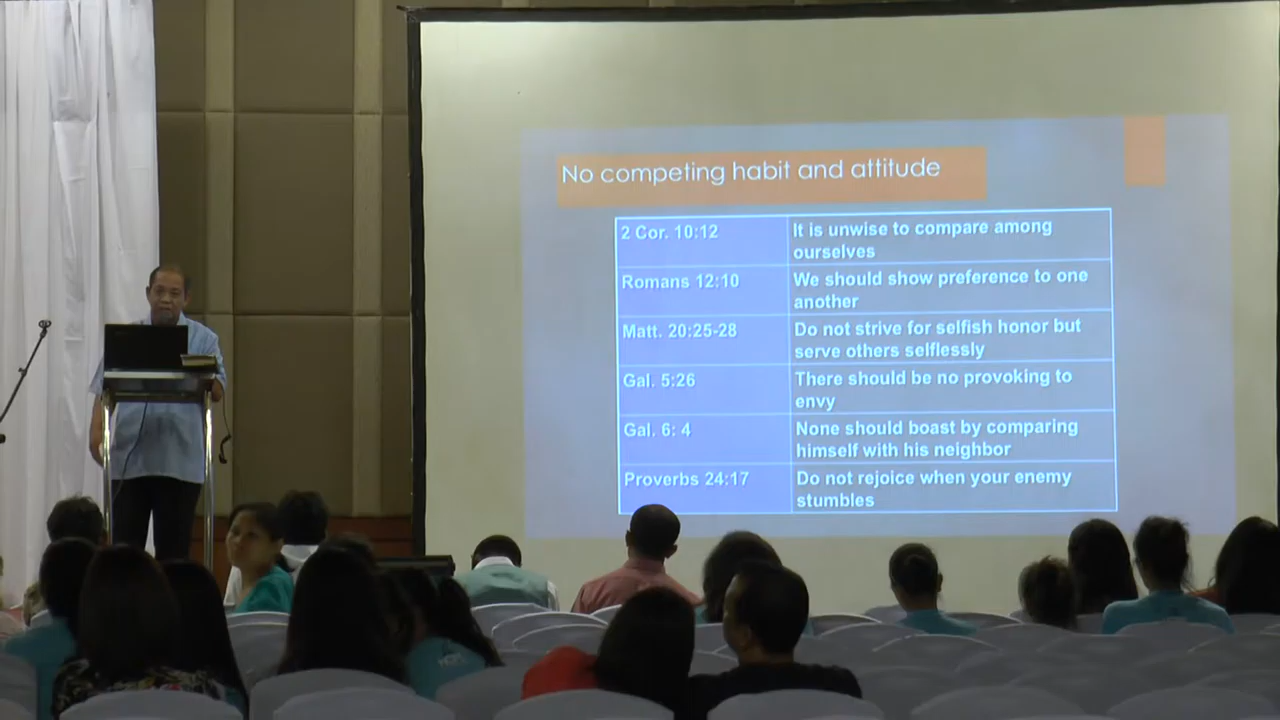 No competing habit and attitude
2 Cor. 10:12
It is unwise to compare among
ourselves
Romans 12:10
We should show preference to one
another
Matt. 20:25-28
Do not strive for selfish honor but
serve others selflessly
Gal. 5:26
There should be no provoking to
envy
Gal. 6: 4
None should boast by comparing
himself with his neighbor
Proverbs 24:17
Do not rejoice when your enemy
stumbles